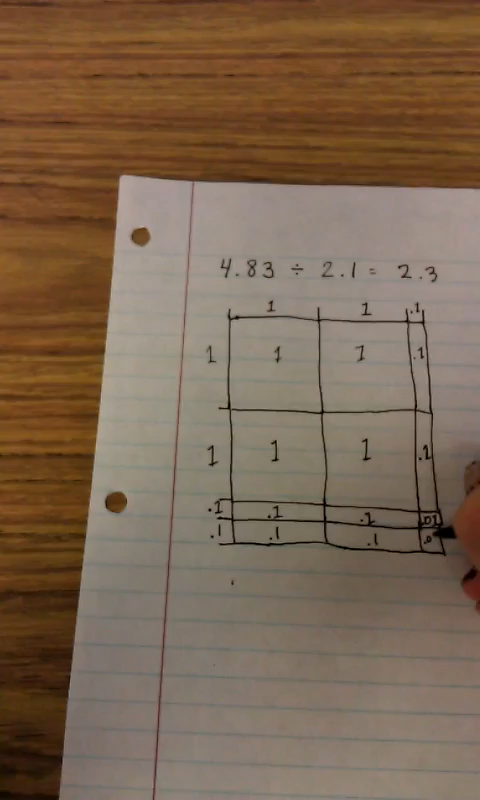 4.83 ÷ 2.1 = 2.3
1 1 .1
1 1 1 .1
1 1 1 .1
.1 .1 .1 .01
.1 .1 .1 .0